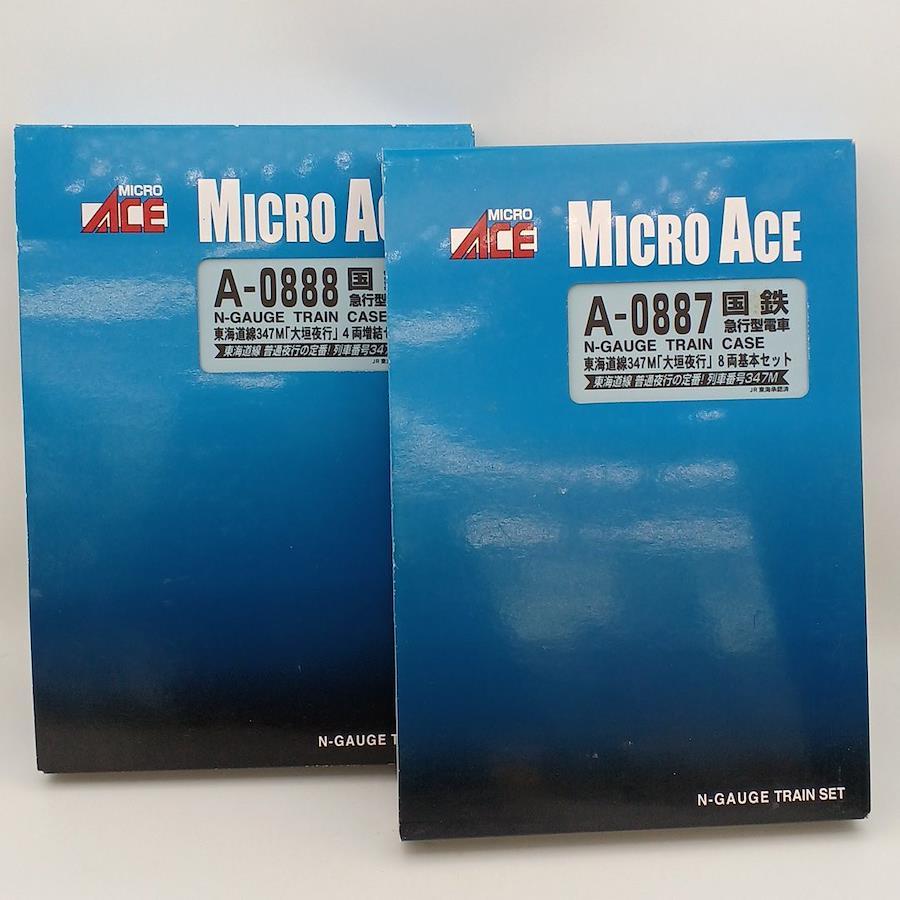 MICRO
ACE
MICRO A
A-0888 国
急行型
N-GAUGE TRAIN CASE
東海道線347M「大垣夜行」4両増結
東海道線 普通夜行の定番! 列車番号34
JR東
N-GAUGE T
MICRO
ACE
MICRO ACE
A-0887 国鉄
急行型電車
N-GAUGE TRAIN CASE
東海道線347M「大垣夜行」8両基本セット
東海道線 普通夜行の定番! 列車番号347M
JR東海承認済
N-GAUGE TRAIN SET